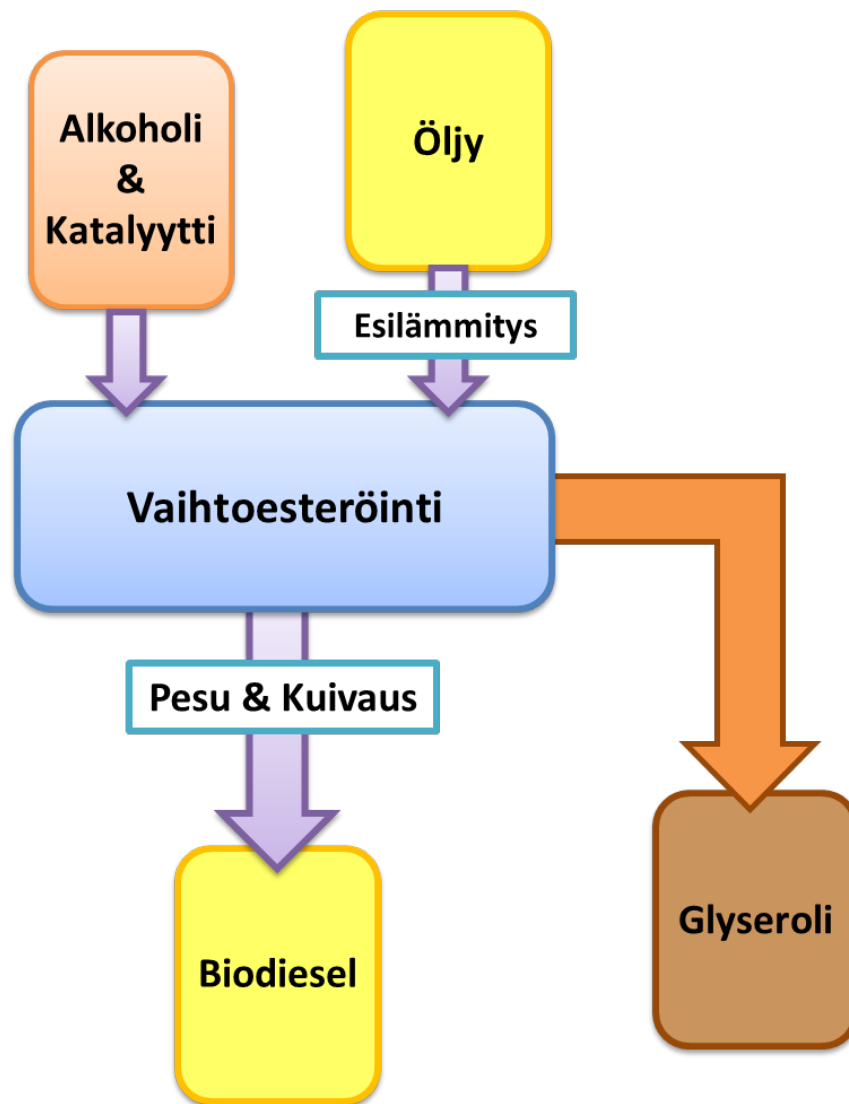 Alkoholi
&
Katalyytti
Öljy
Esilämmitys
Vaihtoesteröinti
Pesu & Kuivaus
Biodiesel
Glyseroli